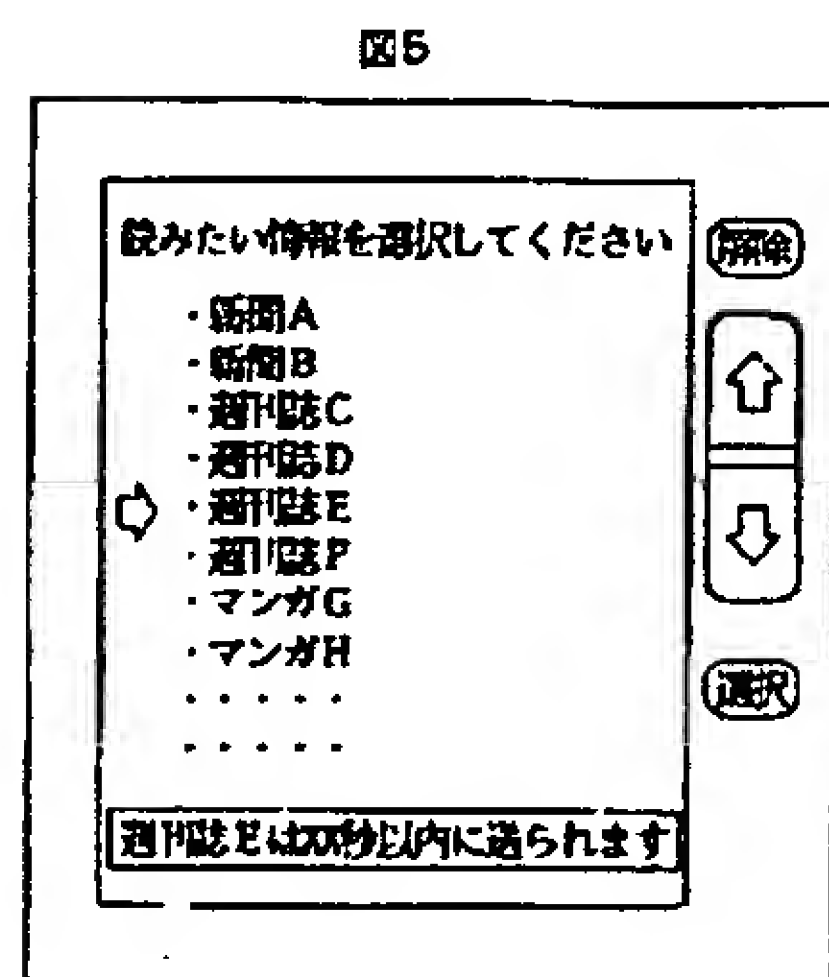 図5
読みたい情報を選択してください
解除
・新聞A
・新聞B
・週刊誌C
・週刊誌D
・週刊誌E
・週刊誌F
・マンガG
・マンガH
・・・・・
・・・・・
選択
週刊誌Eは秒以内に送られます